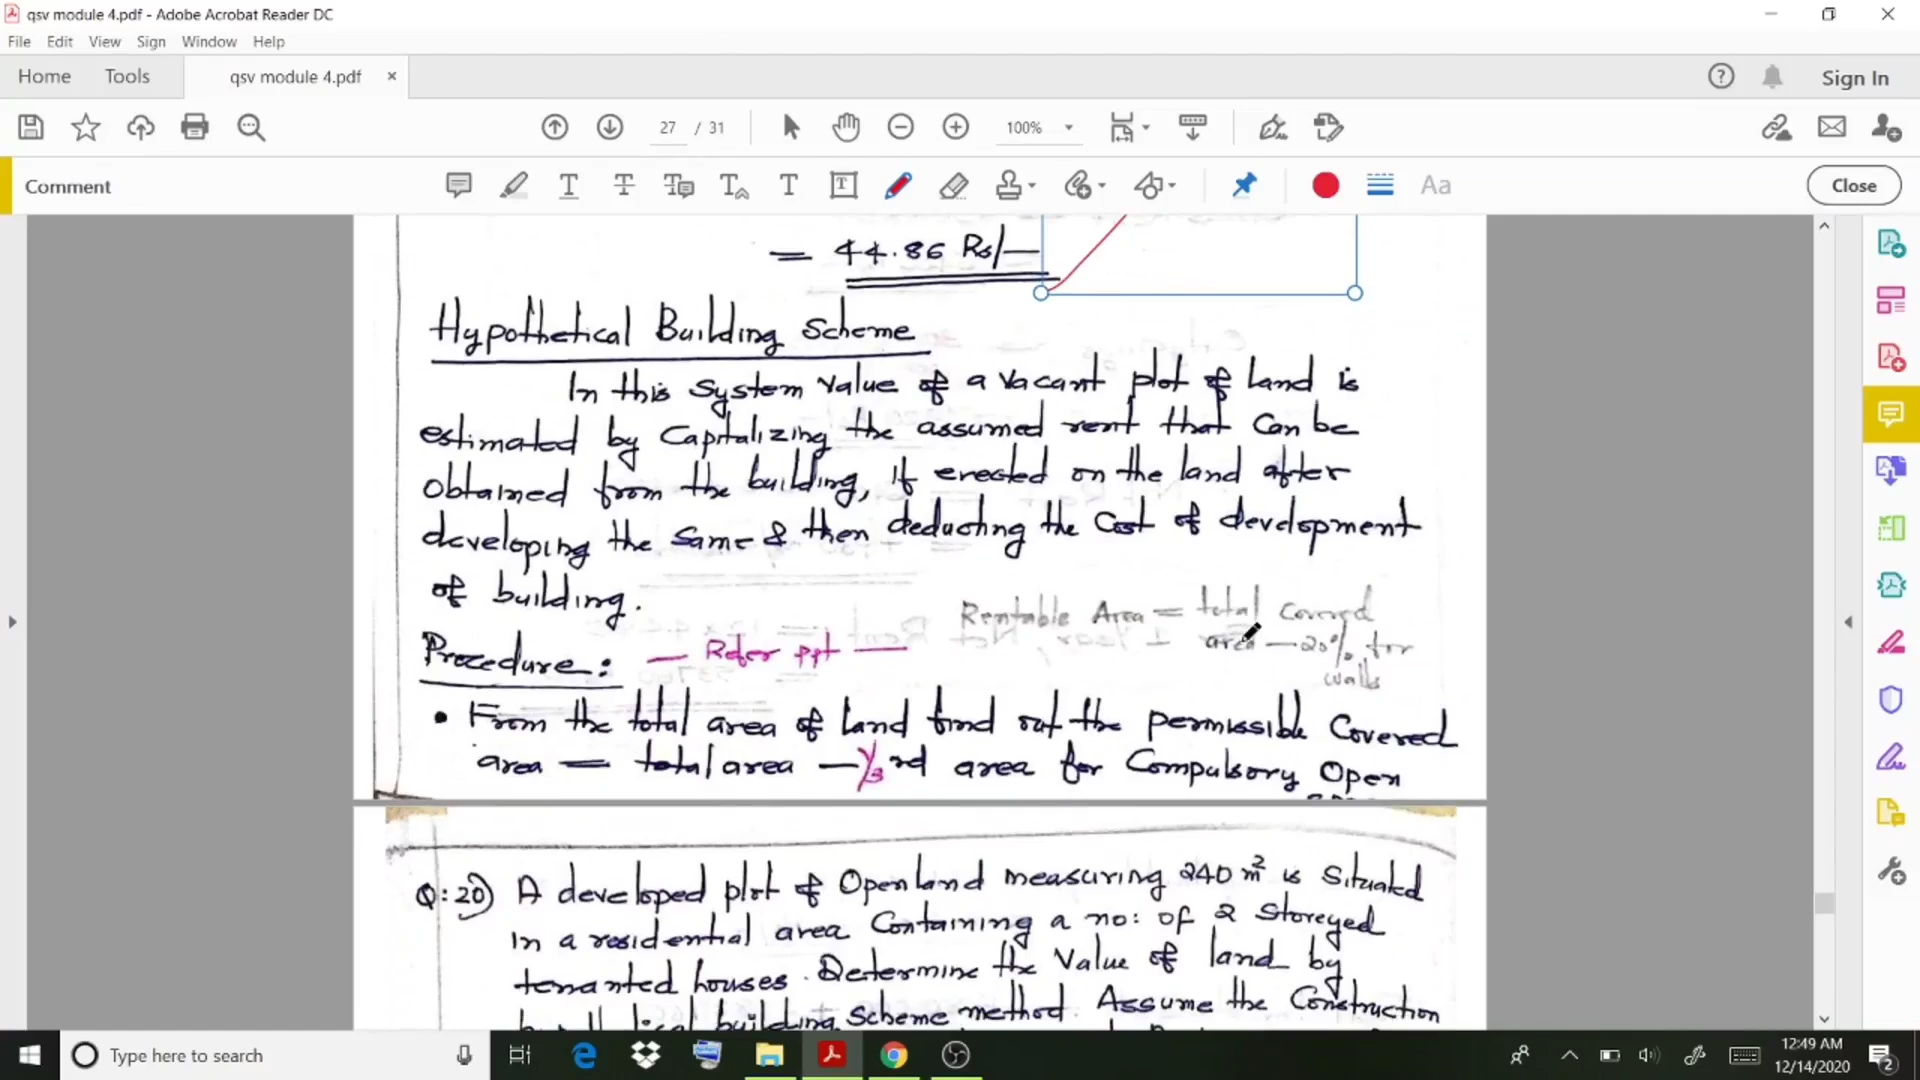 qsv module 4.pdf - Adobe Acrobat Reader DC
File Edit View Sign Window Help
Home Tools qsv module 4.pdf × Sign In
27 / 31 100%
Comment Close
= 44.86 Rs/—
Hypothetical Building Scheme
In this System value of a vacant plot of land is
estimated by Capitalizing the assumed rent that can be
obtained from the building, if erected on the land after
developing the same & then deducting the cost of development
of building.
Rentable Area = total covered
area — 20% for
walls
Procedure: — Refer ppt —
• From the total area of land find out the permissible Covered
area = total area — 1/3 rd area for Compulsory Open
Q:20) A developed plot of Open land measuring 240 m² is Situated
in a residential area Containing a no: of 2 Storeyed
tenanted houses. Determine the Value of land by
building scheme method. Assume the Construction
Type here to search
12:49 AM
12/14/2020
2